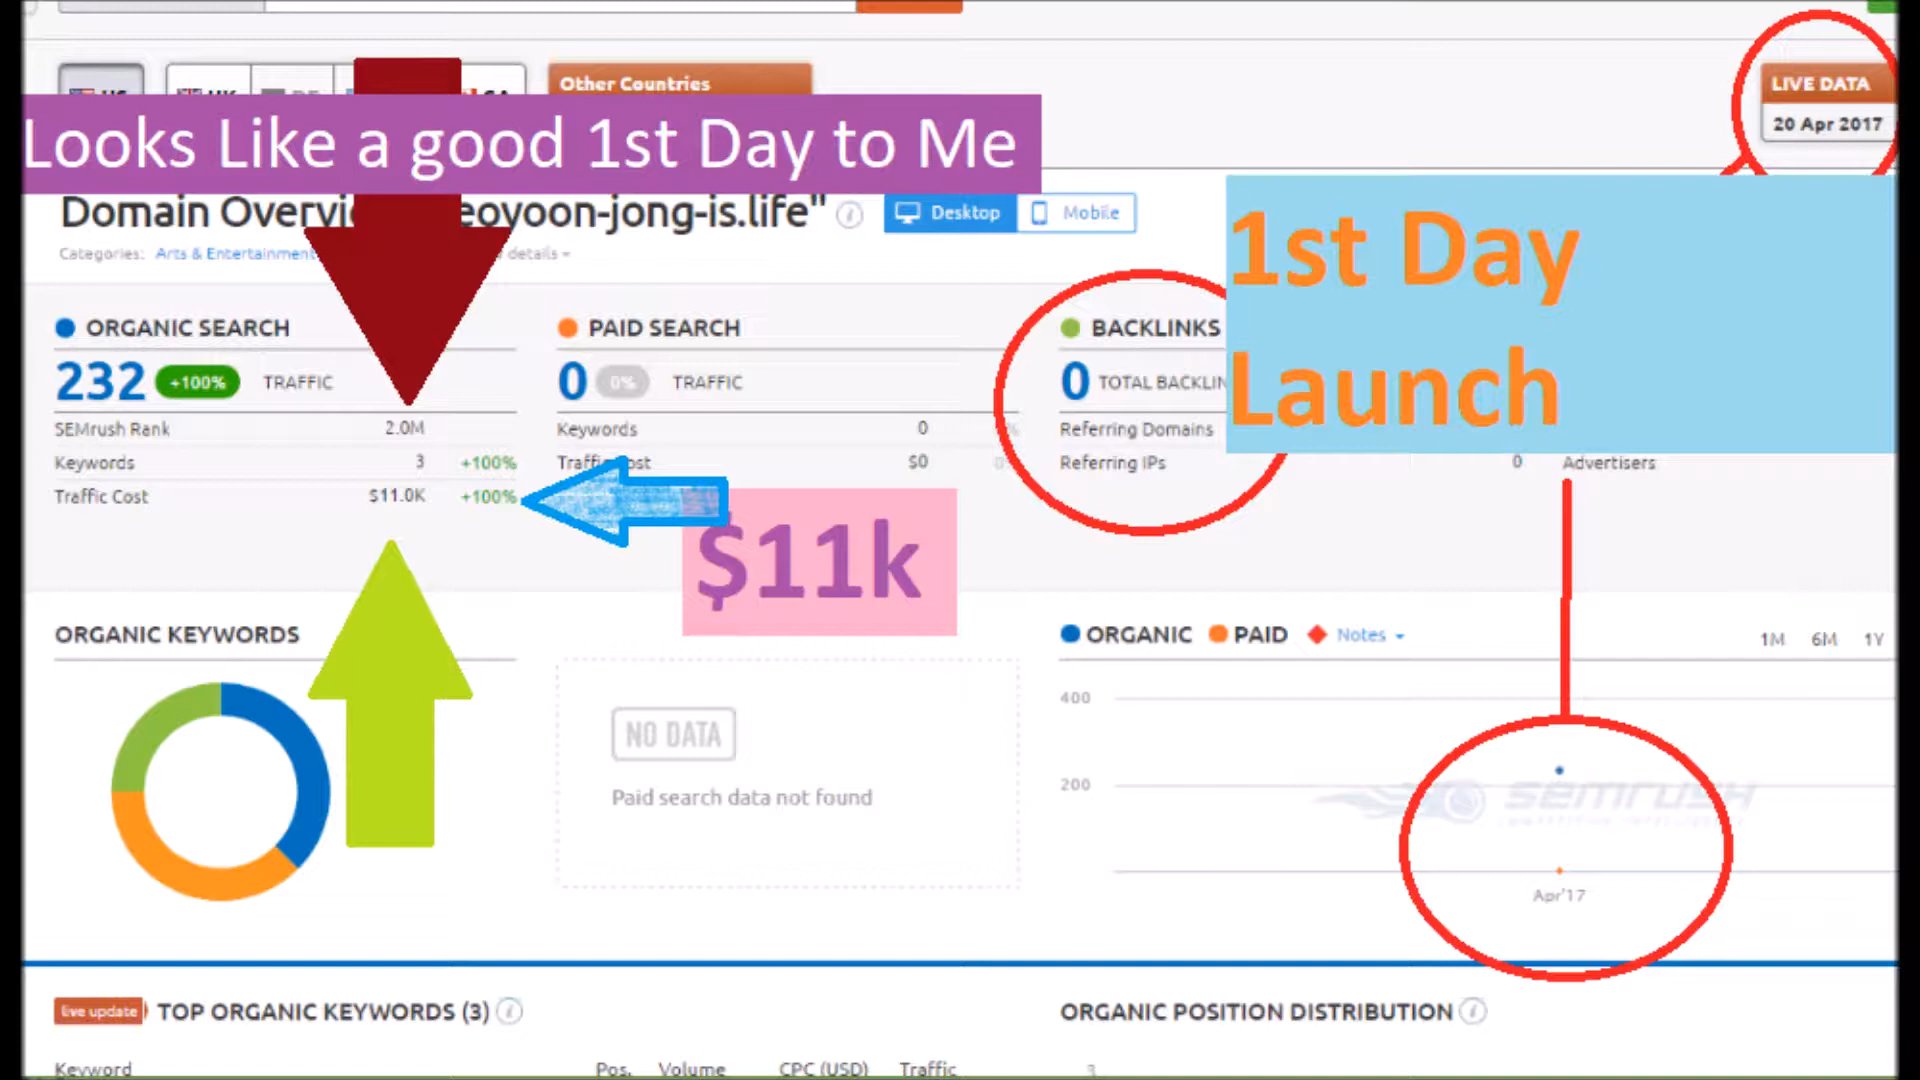 Other Countries
LIVE DATA
20 Apr 2017
Looks Like a good 1st Day to Me
Domain eoyoon-jong-is.life"
Desktop
Mobile
Categories: Arts & Entertainment
details
1st Day
Launch
ORGANIC SEARCH
232 +100% TRAFFIC
SEMrush Rank 2.0M
Keywords 3 +100%
Traffic Cost $11.0K +100%
PAID SEARCH
0 0% TRAFFIC
Keywords 0
Traffic Cost $0
BACKLINKS
0 TOTAL
Referring Domains
Referring IPs
0 Advertisers
$11k
ORGANIC KEYWORDS
NO DATA
Paid search data not found
ORGANIC PAID Notes
1M 6M 1Y
400
200
semrush
Apr'17
live update TOP ORGANIC KEYWORDS (3)
Keyword Pos. Volume CPC (USD) Traffic
ORGANIC POSITION DISTRIBUTION